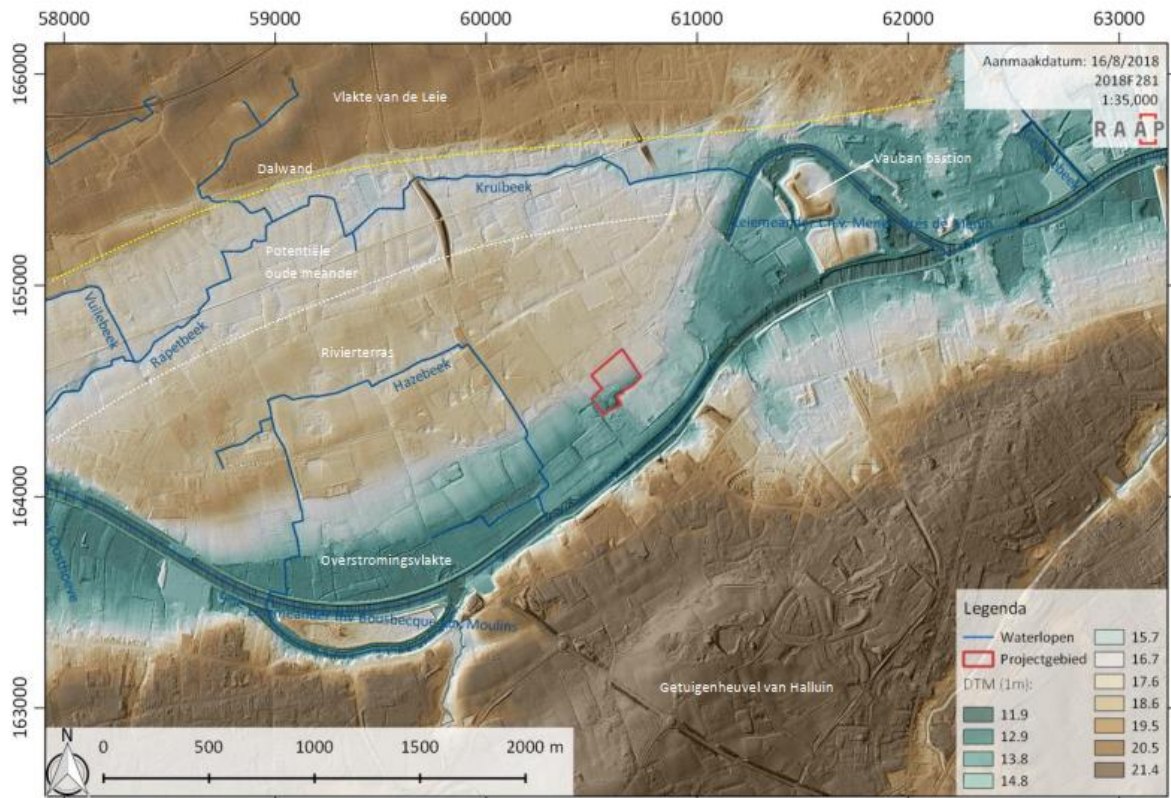 58000 59000 60000 61000 62000 63000
166000
165000
164000
163000
Aanmaakdatum: 16/8/2018
2018F281
1:35,000
RAAP
Vlakte van de Leie
Dalwand
Kruibeek
Vauban bastion
beek
Potentiële
oude meander
Vuilebeek
Rapetbeek
Rivierterras
Hazebeek
Overstromingsvlakte
Getuigenheuvel van Halluin
Legenda
Waterlopen
Projectgebied
DTM (1m):
11.9
12.9
13.8
14.8
15.7
16.7
17.6
18.6
19.5
20.5
21.4
N
0 500 1000 1500 2000 m